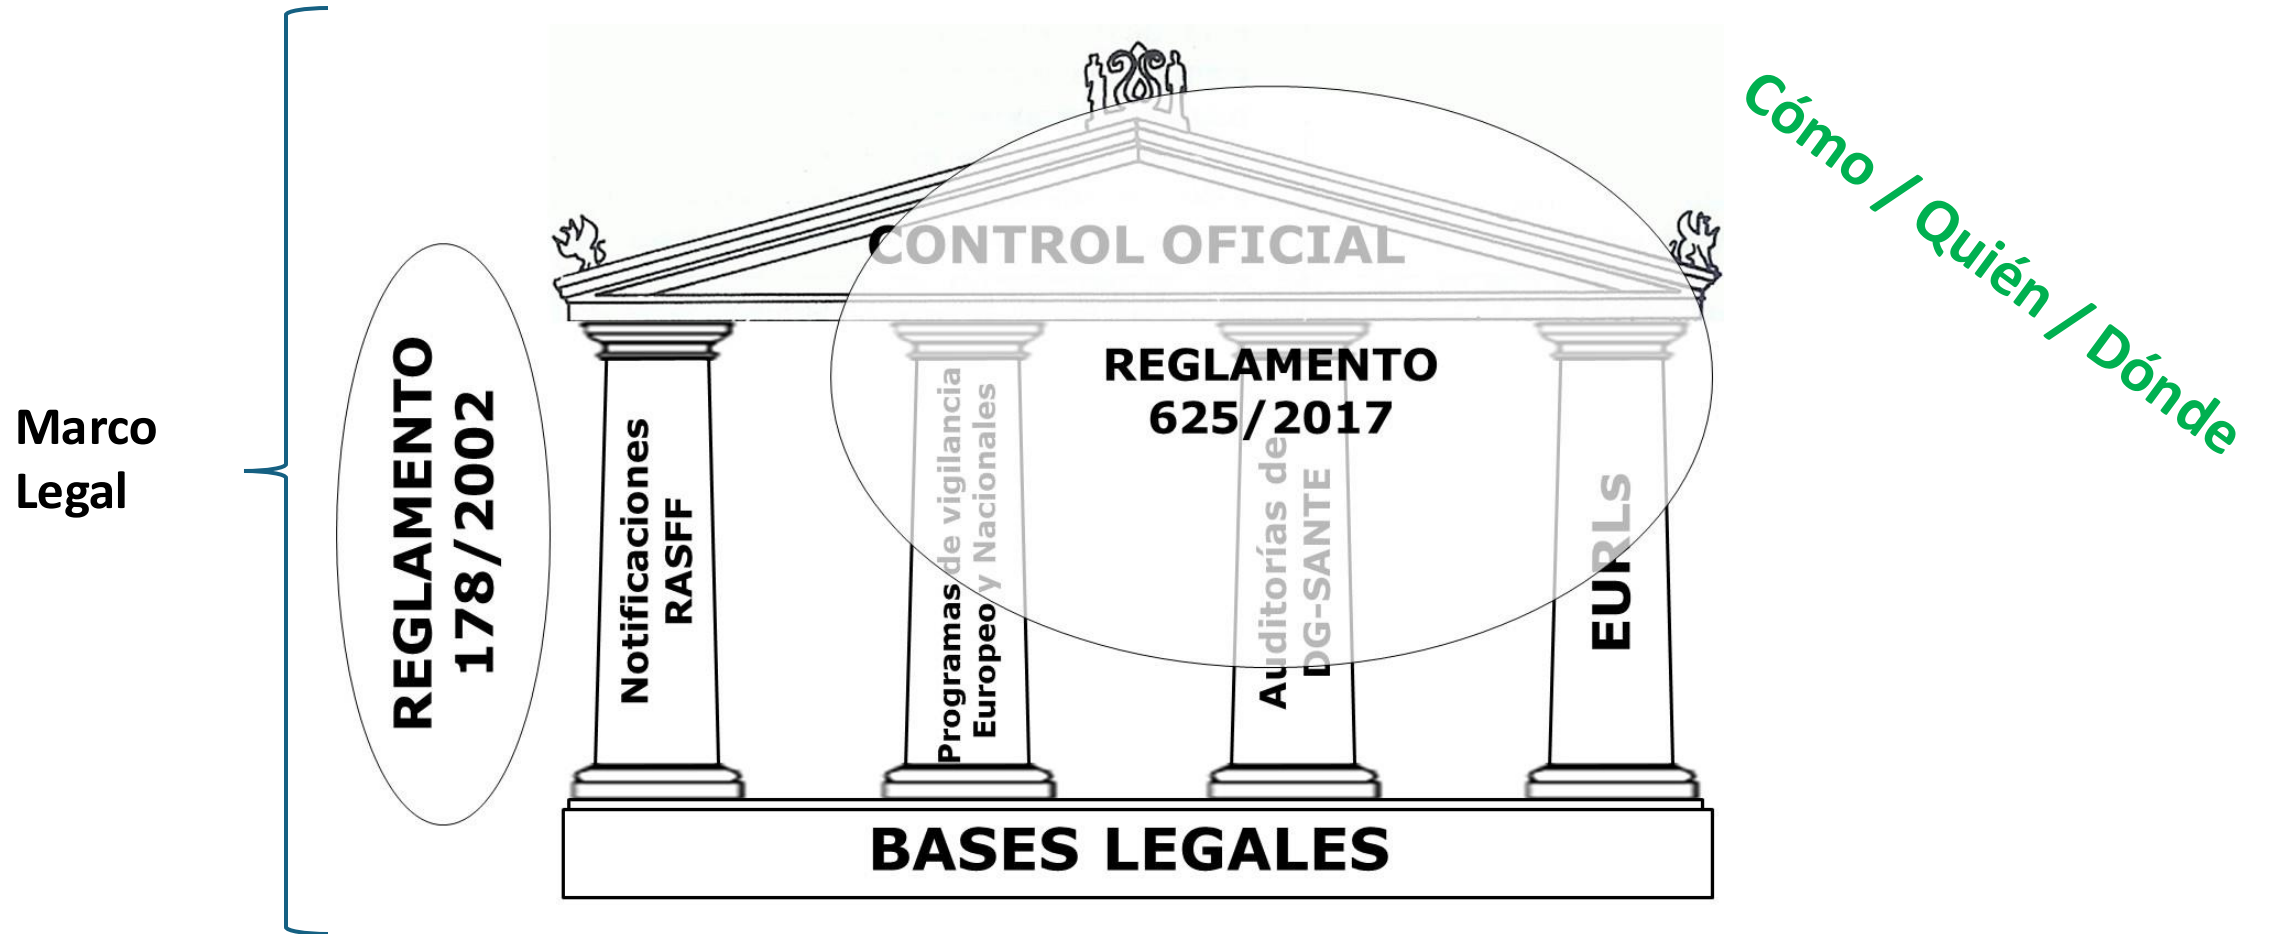 Marco
Legal
REGLAMENTO
178/2002
CONTROL OFICIAL
REGLAMENTO
625/2017
Notificaciones
RASFF
Programas de vigilancia
Europeo y Nacionales
Auditorías de
DG-SANTE
EURLs
BASES LEGALES
Cómo / Quién / Dónde